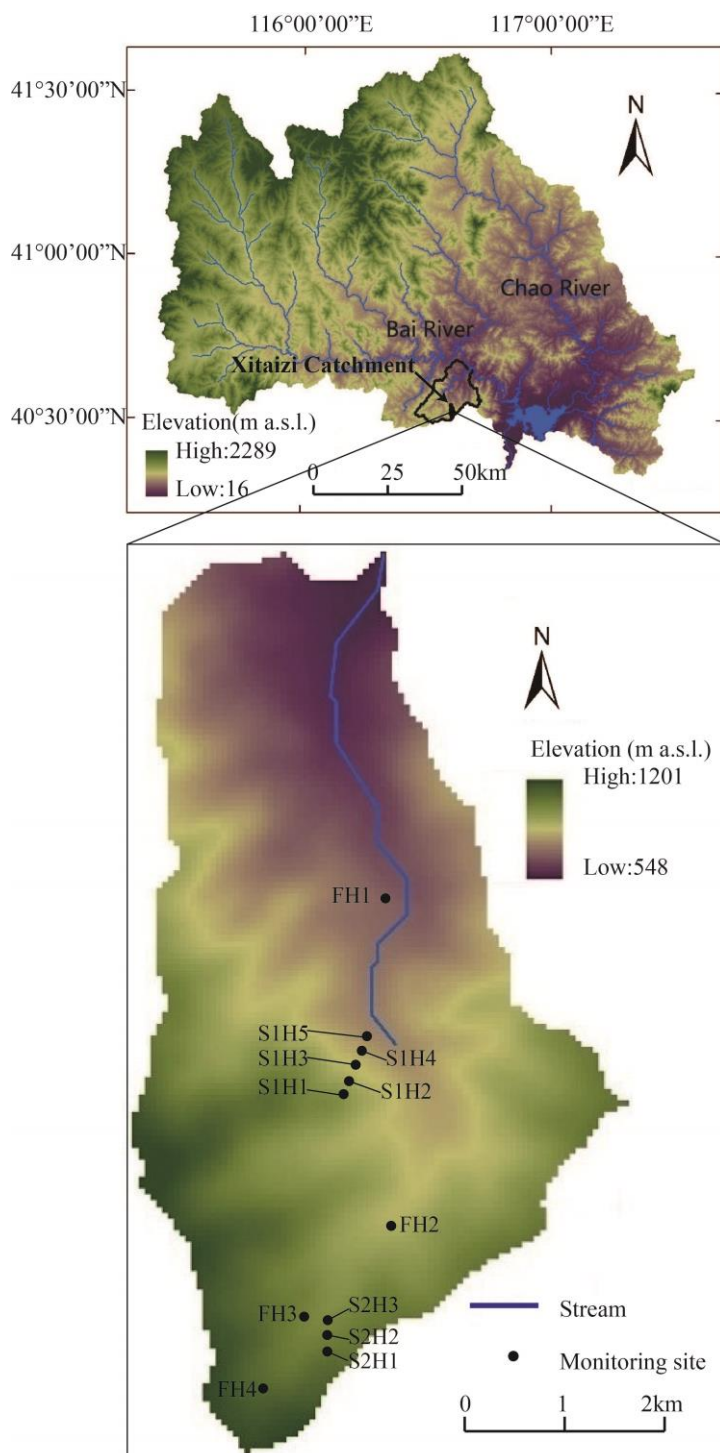 116°00’00”E
117°00’00”E
41°30’00”N
N
41°00’00”N
Chao River
Bai River
Xitaizi Catchment
40°30’00”N
Elevation(m a.s.l.)
High:2289
Low:16
0 25 50km
N
Elevation (m a.s.l.)
High:1201
Low:548
FH1
S1H5
S1H4
S1H3
S1H2
S1H1
FH2
FH3
S2H3
S2H2
S2H1
FH4
Stream
Monitoring site
0 1 2km